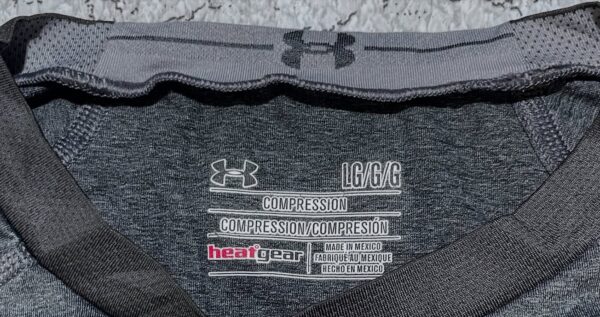 LG/G/G
COMPRESSION
COMPRESSION/COMPRESIÓN
heatgear
MADE IN MEXICO
FABRIQUÉ AU MEXIQUE
HECHO EN MÉXICO